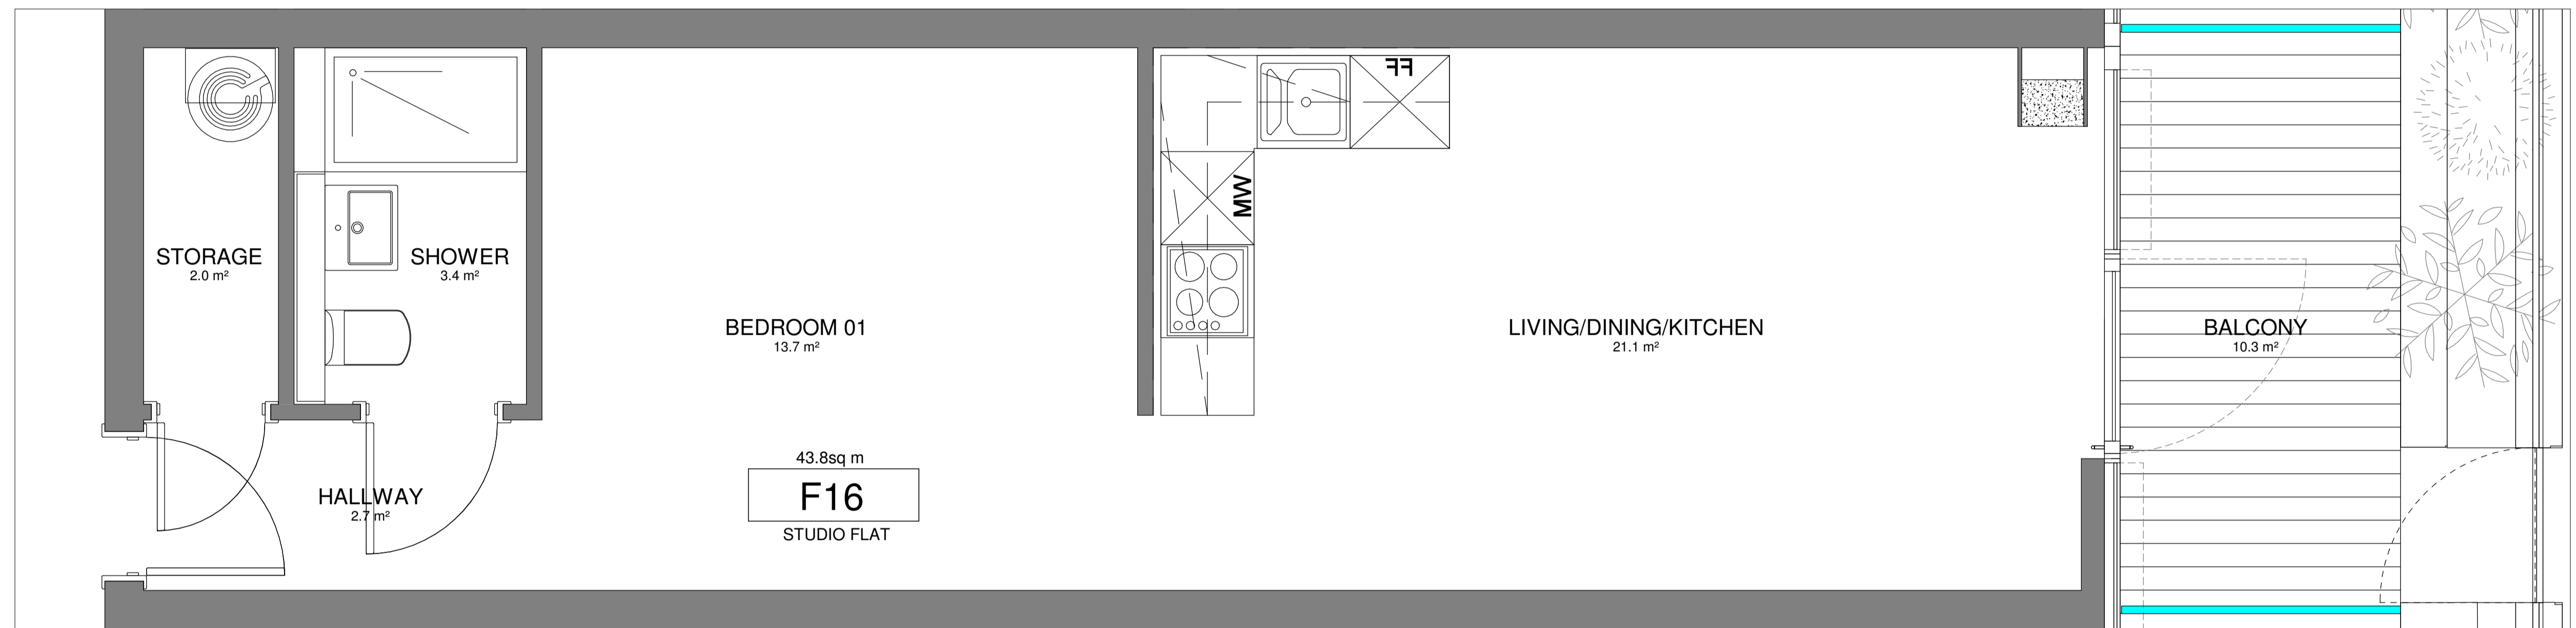 FF
MW
STORAGE
2.0 m²
SHOWER
3.4 m²
BEDROOM 01
13.7 m²
LIVING/DINING/KITCHEN
21.1 m²
BALCONY
10.3 m²
43.8sq m
F16
STUDIO FLAT
HALLWAY
2.7 m²